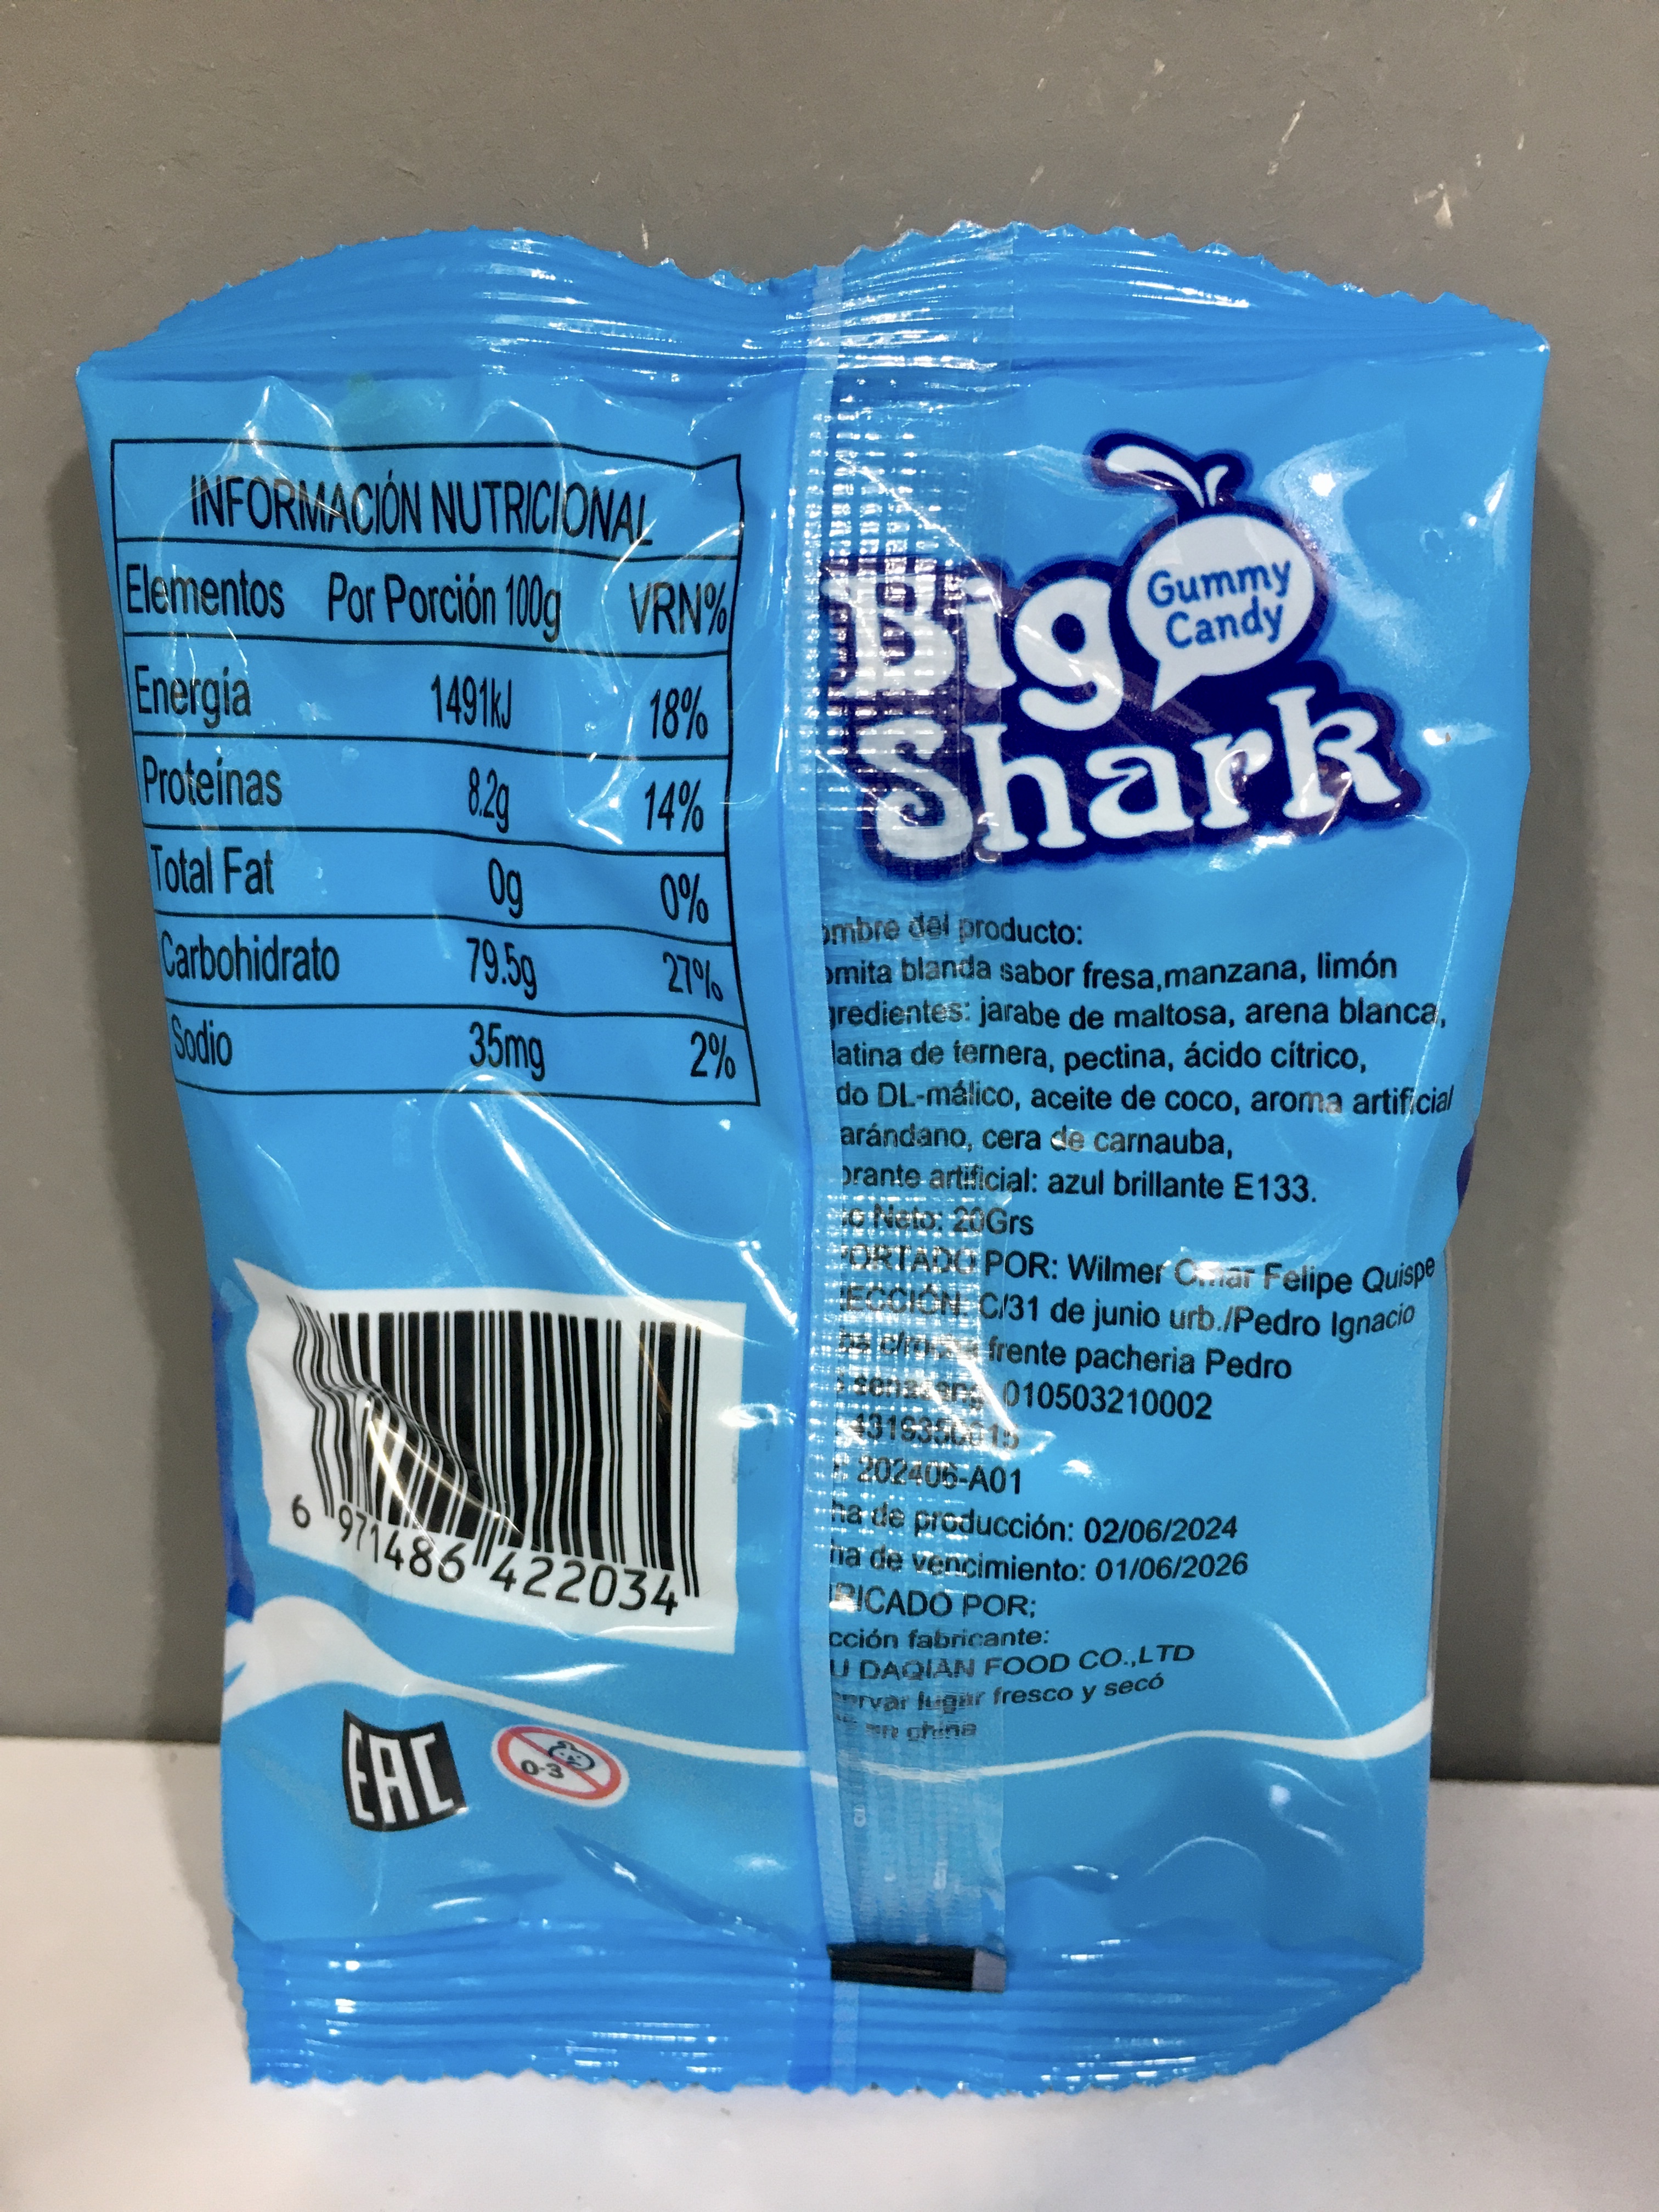 INFORMACIÓN NUTRICIONAL
Elementos Por Porción 100g VRN%
Energía 1491kJ 18%
Proteínas 8.2g 14%
Total Fat 0g 0%
Carbohidrato 79.5g 27%
Sodio 35mg 2%
6 971486 422034
EAC
0-3
Big
Gummy
Candy
Shark
ombre del producto:
omita blanda sabor fresa,manzana, limón
gredientes: jarabe de maltosa, arena blanca,
latina de ternera, pectina, ácido cítrico,
do DL-málico, aceite de coco, aroma artificial
arándano, cera de carnauba,
orante artificial: azul brillante E133.
Neto: 20Grs
PORTADO POR: Wilmer Omar Felipe Quispe
IECCIÓN: C/31 de junio urb./Pedro Ignacio
frente pacheria Pedro
010503210002
202406-A01
ha de producción: 02/06/2024
ha de vencimiento: 01/06/2026
RICADO POR:
cción fabricante:
U DAQIAN FOOD CO.,LTD
ervar lugar fresco y secó
en china